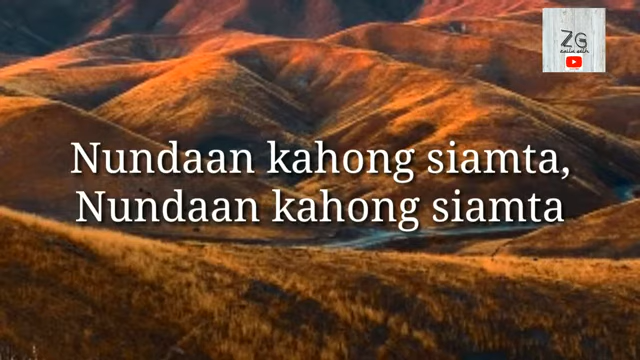 ZG
Nundaan kahong siamta,
Nundaan kahong siamta